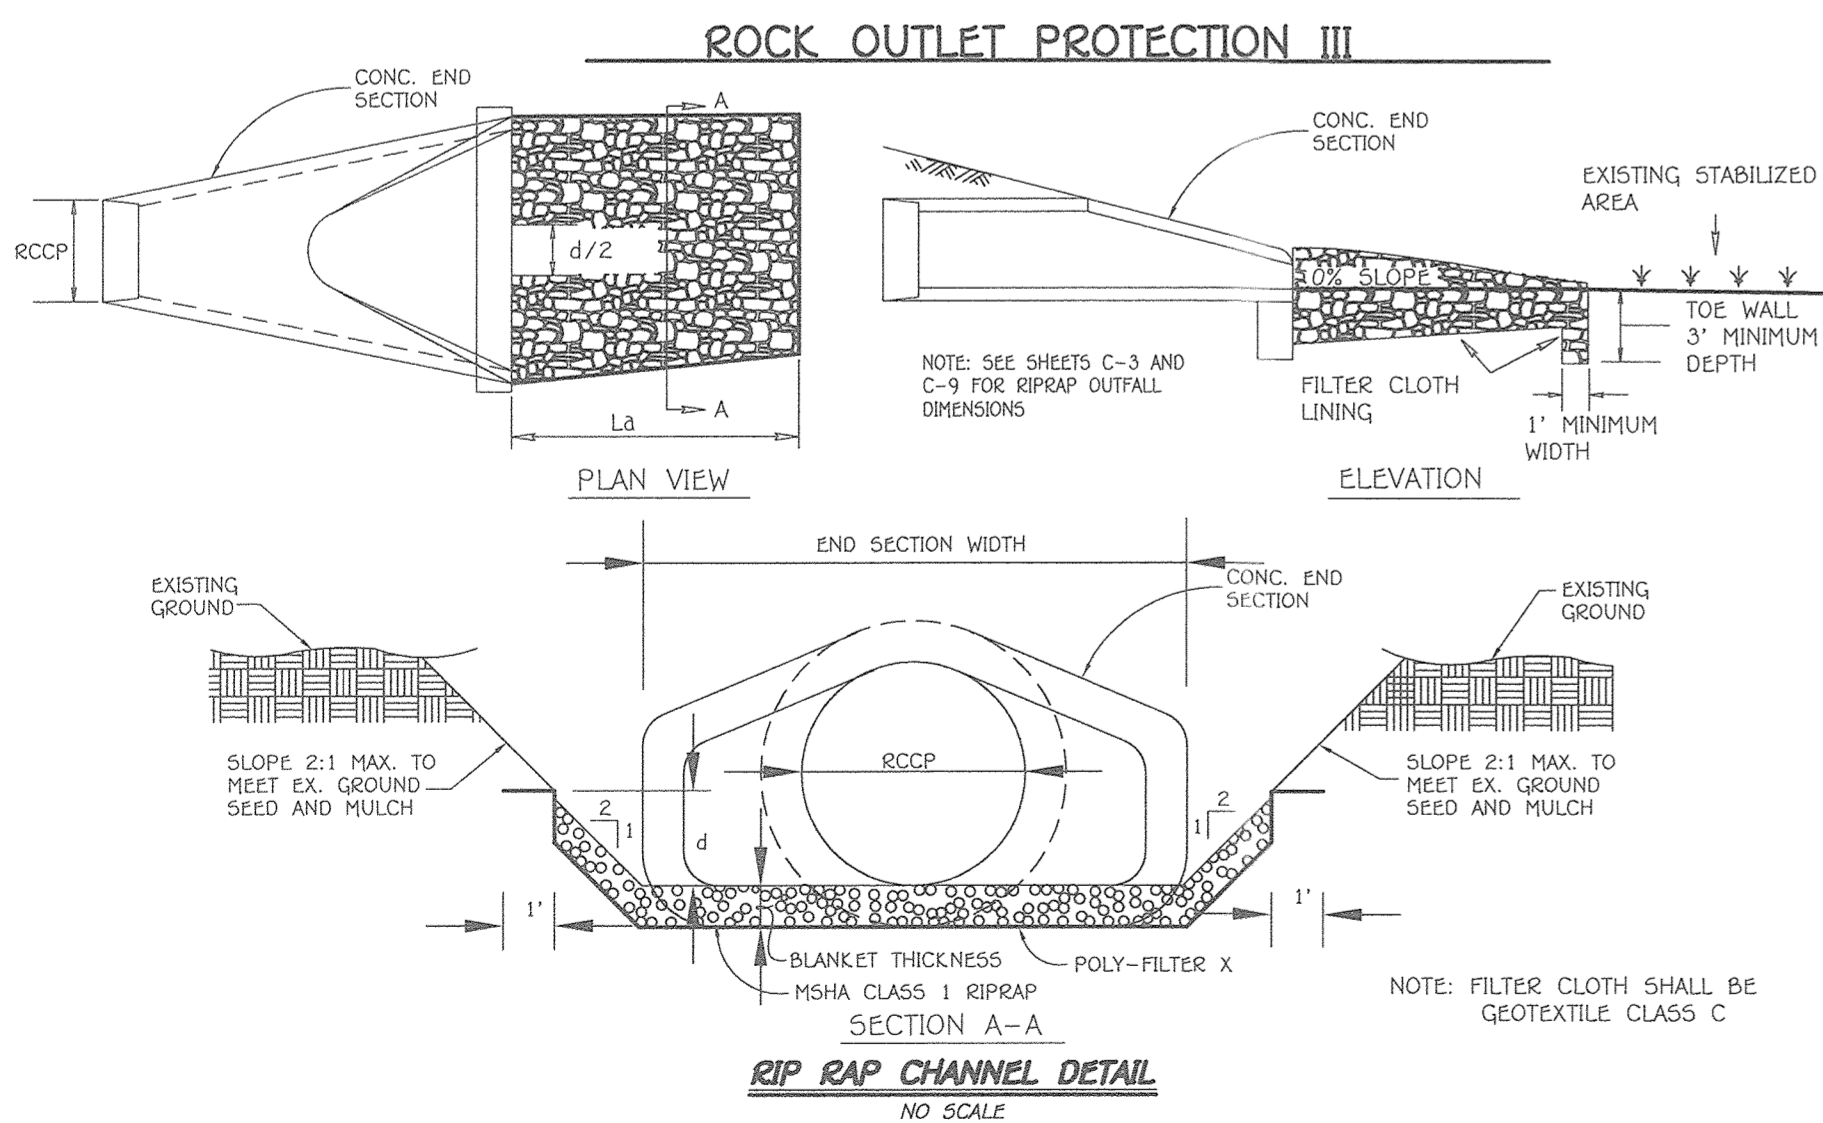 ROCK OUTLET PROTECTION III
CONC. END
SECTION
A
RCCP
d/2
A
La
PLAN VIEW
CONC. END
SECTION
EXISTING STABILIZED
AREA
0% SLOPE
TOE WALL
3' MINIMUM
DEPTH
NOTE: SEE SHEETS C-3 AND
C-9 FOR RIPRAP OUTFALL
DIMENSIONS
FILTER CLOTH
LINING
1' MINIMUM
WIDTH
ELEVATION
END SECTION WIDTH
EXISTING
GROUND
CONC. END
SECTION
EXISTING
GROUND
SLOPE 2:1 MAX. TO
MEET EX. GROUND
SEED AND MULCH
RCCP
SLOPE 2:1 MAX. TO
MEET EX. GROUND
SEED AND MULCH
2
1
d
2
1
1'
1'
BLANKET THICKNESS
POLY-FILTER X
MSHA CLASS 1 RIPRAP
NOTE: FILTER CLOTH SHALL BE
GEOTEXTILE CLASS C
SECTION A-A
RIP RAP CHANNEL DETAIL
NO SCALE